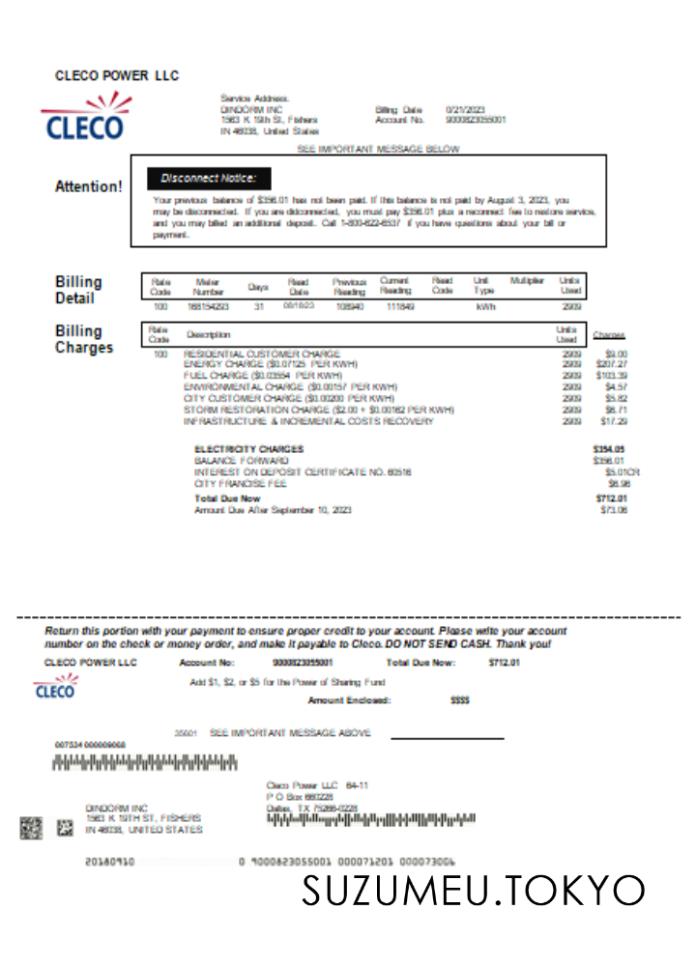 CLECO POWER LLC
CLECO
Service Address.
DINDORM INC
1563 K 19th St, Fishers
IN 46038, United States
Billing Date 0/21/2023
Account No. 9000823055001
SEE IMPORTANT MESSAGE BELOW
Attention!
Disconnect Notice:
Your previous balance of $356.01 has not been paid. If this balance is not paid by August 3, 2023, you
may be disconnected. If you are didconnected, you must pay $356.01 plus a reconnect fee to restore service,
and you may billed an additional deposit. Call 1-800-622-6537 if you have questions about your bill or
payment.
Billing Detail
Rate Code Meter Number Days Read Date Previous Reading Current Reading Read Code Unit Type Multiplier Units Used
100 168154293 31 08/18/23 108940 111849 kWh 2909
Billing Charges
Rate Code Description Units Used Charges
100 RESIDENTIAL CUSTOMER CHARGE 2909 $9.00
ENERGY CHARGE ($0.07125 PER KWH) 2909 $207.27
FUEL CHARGE ($0.03554 PER KWH) 2909 $103.39
ENVIRONMENTAL CHARGE ($0.00157 PER KWH) 2909 $4.57
CITY CUSTOMER CHARGE ($0.00200 PER KWH) 2909 $5.82
STORM RESTORATION CHARGE ($2.00 + $0.00162 PER KWH) 2909 $6.71
INFRASTRUCTURE & INCREMENTAL COSTS RECOVERY 2909 $17.29
ELECTRICITY CHARGES $354.05
BALANCE FORWARD $356.01
INTEREST ON DEPOSIT CERTIFICATE NO. 60516 $5.01CR
CITY FRANCISE FEE $6.96
Total Due Now $712.01
Amount Due After September 10, 2023 $73.06
Return this portion with your payment to ensure proper credit to your account. Please write your account
number on the check or money order, and make it payable to Cleco. DO NOT SEND CASH. Thank you!
CLECO POWER LLC Account No: 9000823055001 Total Due Now: $712.01
CLECO
Add $1, $2, or $5 for the Power of Sharing Fund
Amount Enclosed: $$$$
35601 SEE IMPORTANT MESSAGE ABOVE
007534 000009068
Cleco Power LLC 64-11
P O Box 660228
Dallas, TX 75266-0228
DINDORM INC
1563 K 19TH ST, FISHERS
IN 46038, UNITED STATES
20180910 0 9000823055001 000071201 000073006
SUZUMEU.TOKYO